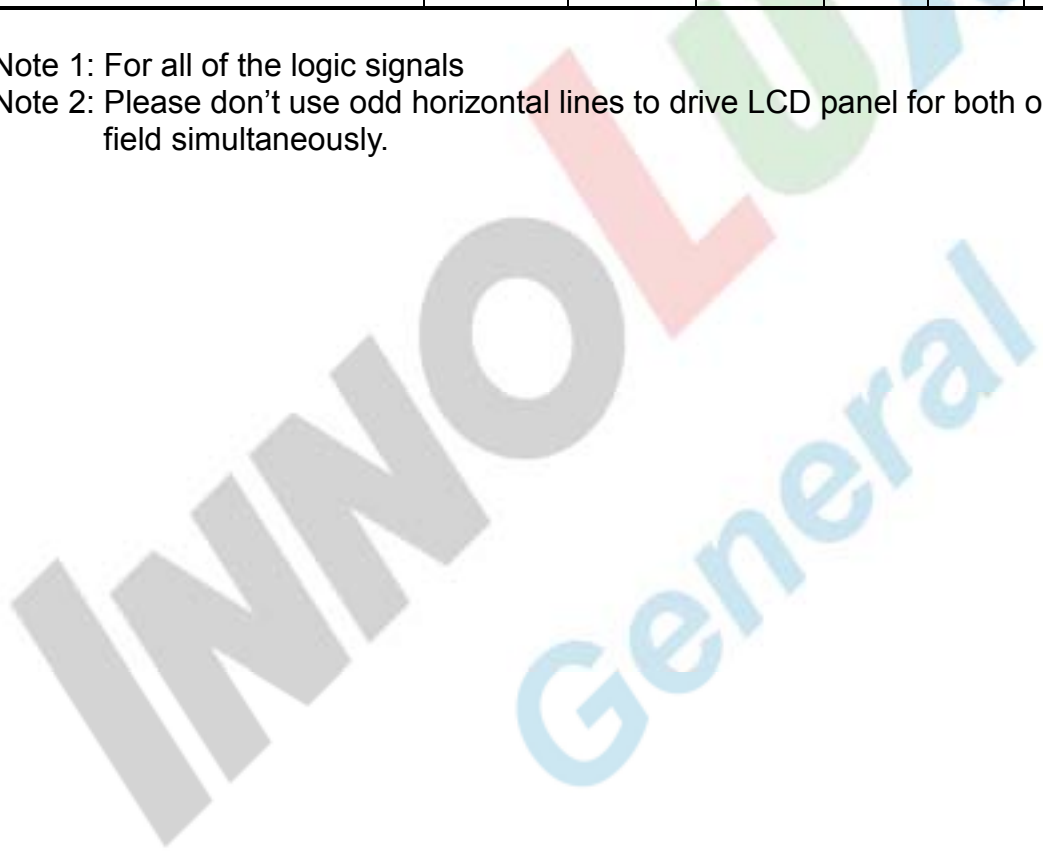 Note 1: For all of the logic signals
Note 2: Please don’t use odd horizontal lines to drive LCD panel for both
field simultaneously.
INNOLUX
General